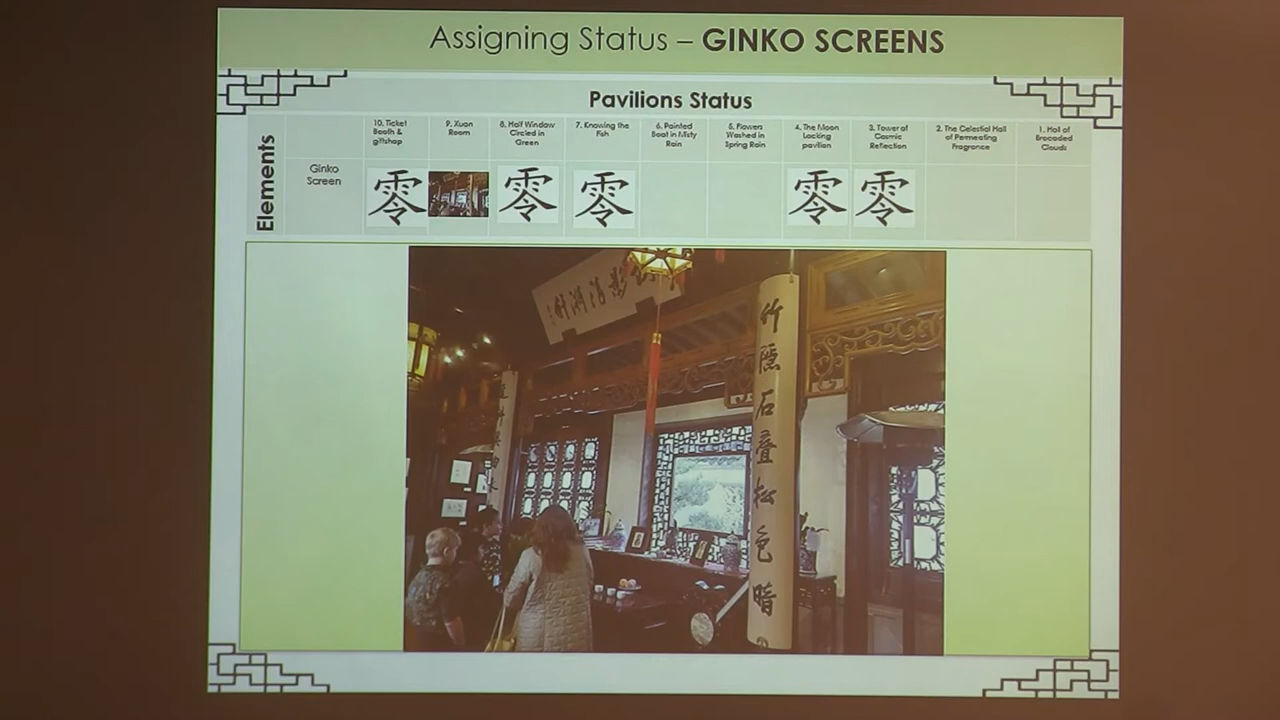 Assigning Status – GINKO SCREENS
Pavilions Status
Elements
10. Ticket Booth & giftshop
9. Xuan Room
8. Half Window Circled in Green
7. Knowing the Fish
6. Painted Boat in Misty Rain
5. Flowers Washed in Spring Rain
4. The Moon Locking pavilion
3. Tower of Cosmic Reflection
2. The Celestial Hall of Permeating Fragrance
1. Hall of Brocaded Clouds
Ginko Screen
零
零
零
零
零
竹隱石叠松色暗